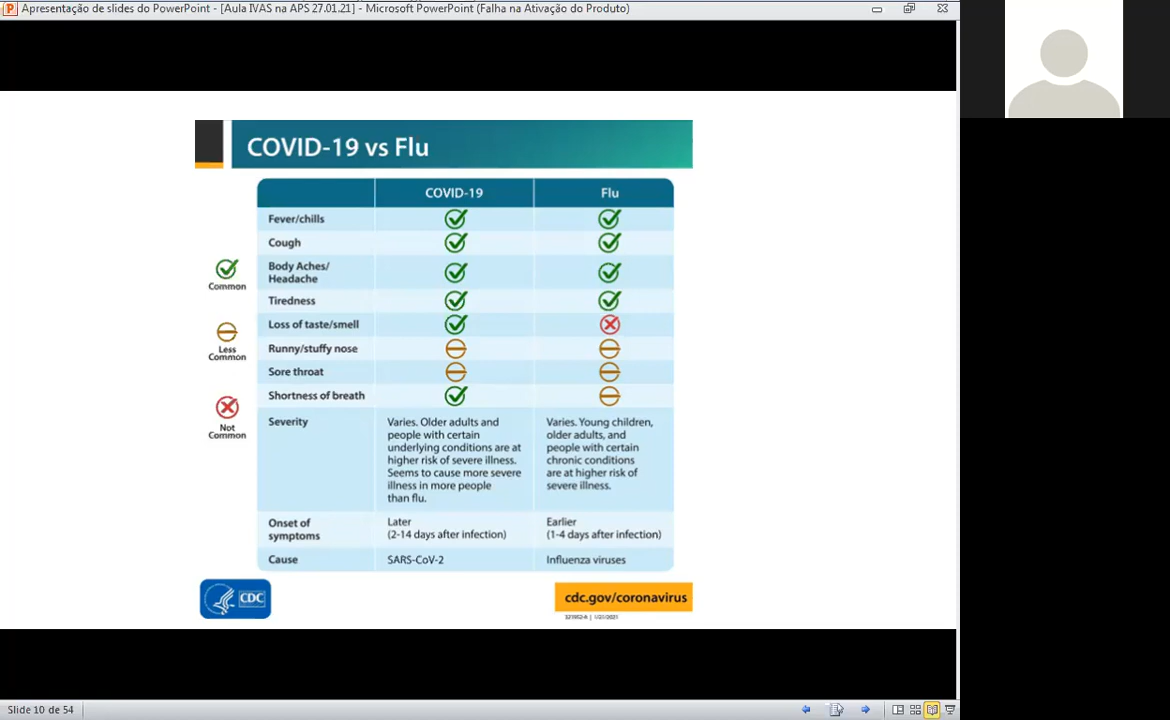 Apresentação de slides do PowerPoint - [Aula IVAS na APS 27.01.21] - Microsoft PowerPoint (Falha na Ativação do Produto)
COVID-19 vs Flu
COVID-19 Flu
Fever/chills
Cough
Body Aches/
Headache
Tiredness
Loss of taste/smell
Runny/stuffy nose
Sore throat
Shortness of breath
Common
Less
Common
Not
Common
Severity
Varies. Older adults and
people with certain
underlying conditions are at
higher risk of severe illness.
Seems to cause more severe
illness in more people
than flu.
Varies. Young children,
older adults, and
people with certain
chronic conditions
are at higher risk of
severe illness.
Onset of
symptoms
Later
(2-14 days after infection)
Earlier
(1-4 days after infection)
Cause
SARS-CoV-2
Influenza viruses
CDC
cdc.gov/coronavirus
Slide 10 de 54